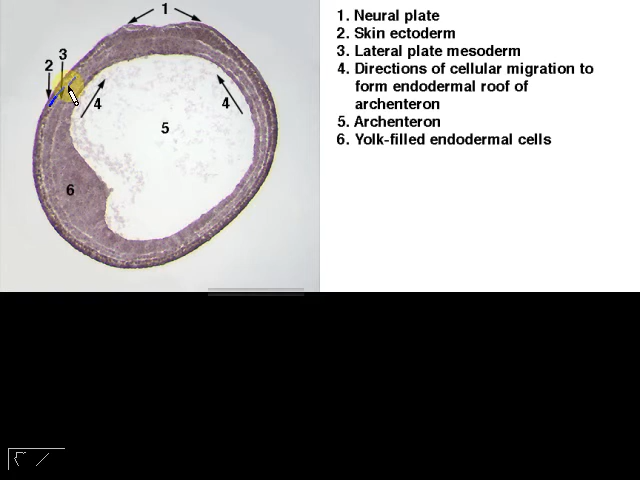 1
2
3
4
4
5
6
1. Neural plate
2. Skin ectoderm
3. Lateral plate mesoderm
4. Directions of cellular migration to
form endodermal roof of
archenteron
5. Archenteron
6. Yolk-filled endodermal cells